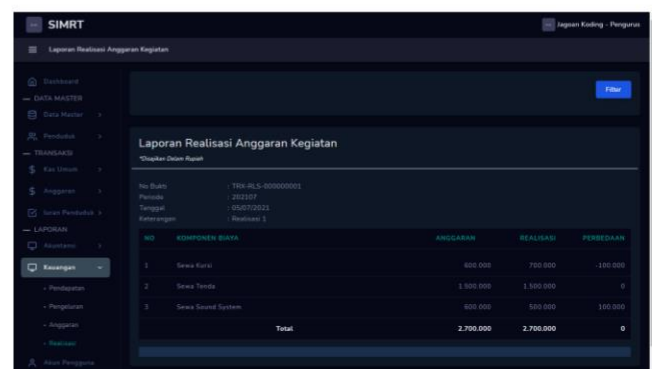 SIMRT
Jagoan Koding - Pengurus
Laporan Realisasi Anggaran Kegiatan
Dashboard
DATA MASTER
Data Master
Penduduk
TRANSAKSI
Kas Umum
Anggaran
Iuran Penduduk
LAPORAN
Akuntansi
Keuangan
- Pendapatan
- Pengeluran
- Anggaran
- Realisasi
Akun Pengguna
Filter
Laporan Realisasi Anggaran Kegiatan
*Disajikan Dalam Rupiah
No Bukti : TRX-RLS-000000001
Periode : 202107
Tanggal : 05/07/2021
Keterangan : Realisasi 1
NO KOMPONEN BIAYA ANGGARAN REALISASI PERBEDAAN
1 Sewa Kursi 600.000 700.000 -100.000
2 Sewa Tenda 1.500.000 1.500.000 0
3 Sewa Sound System 600.000 500.000 100.000
Total 2.700.000 2.700.000 0